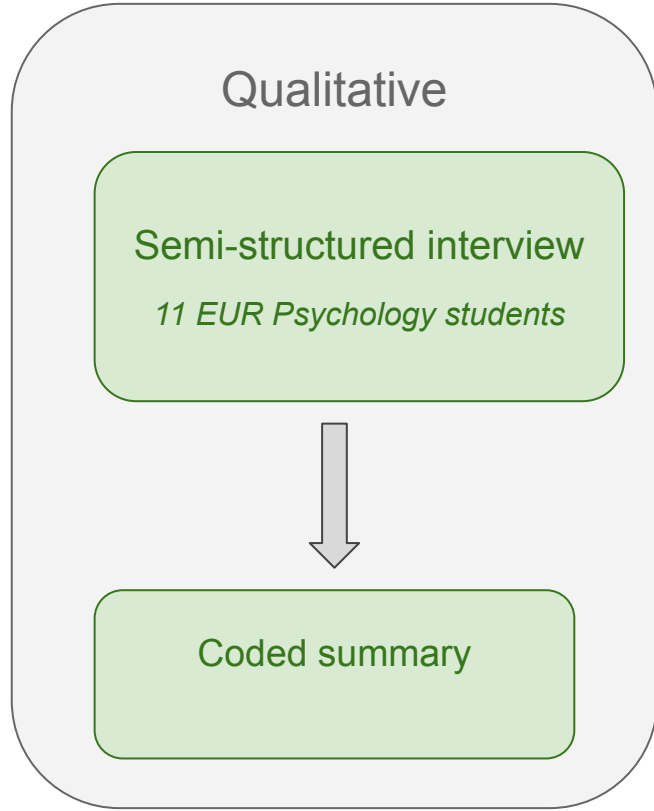 Qualitative
Semi-structured interview
11 EUR Psychology students
Coded summary